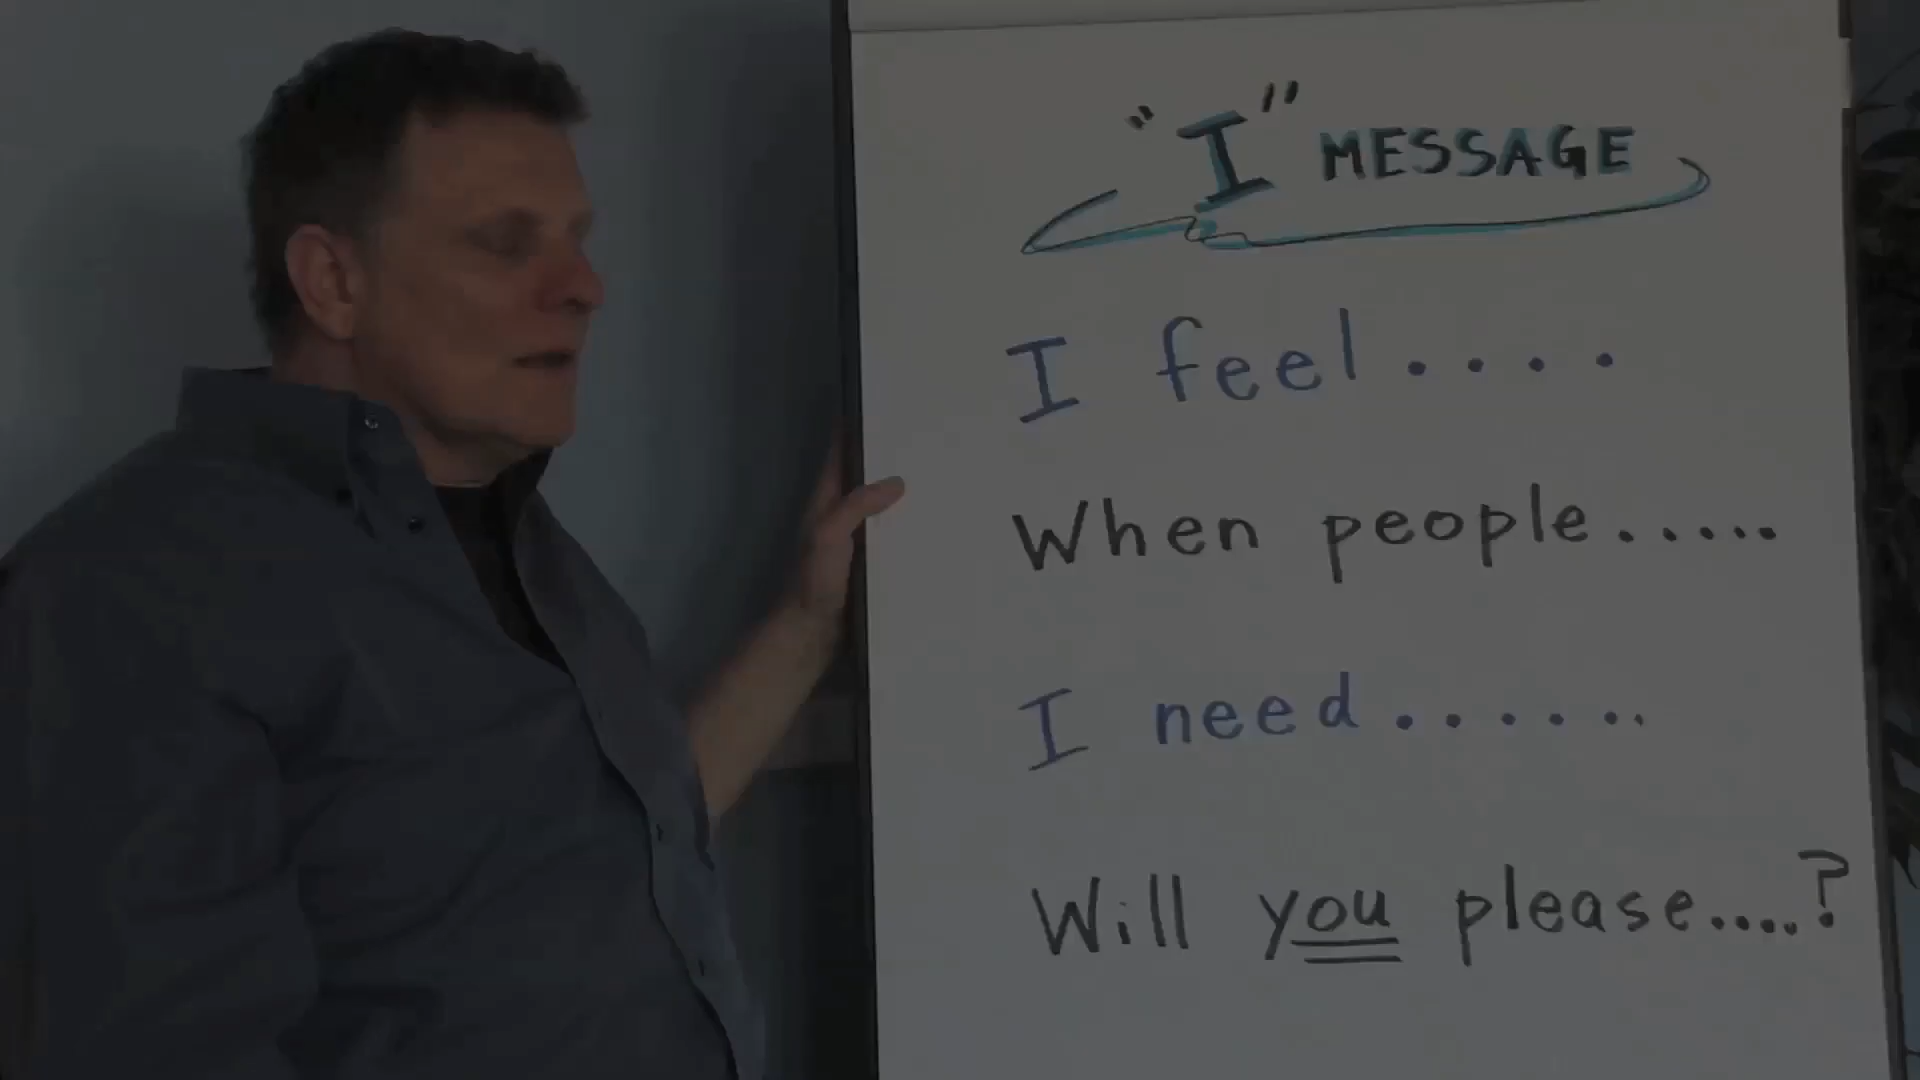 "I" MESSAGE
I feel....
When people.....
I need......
Will you please....?